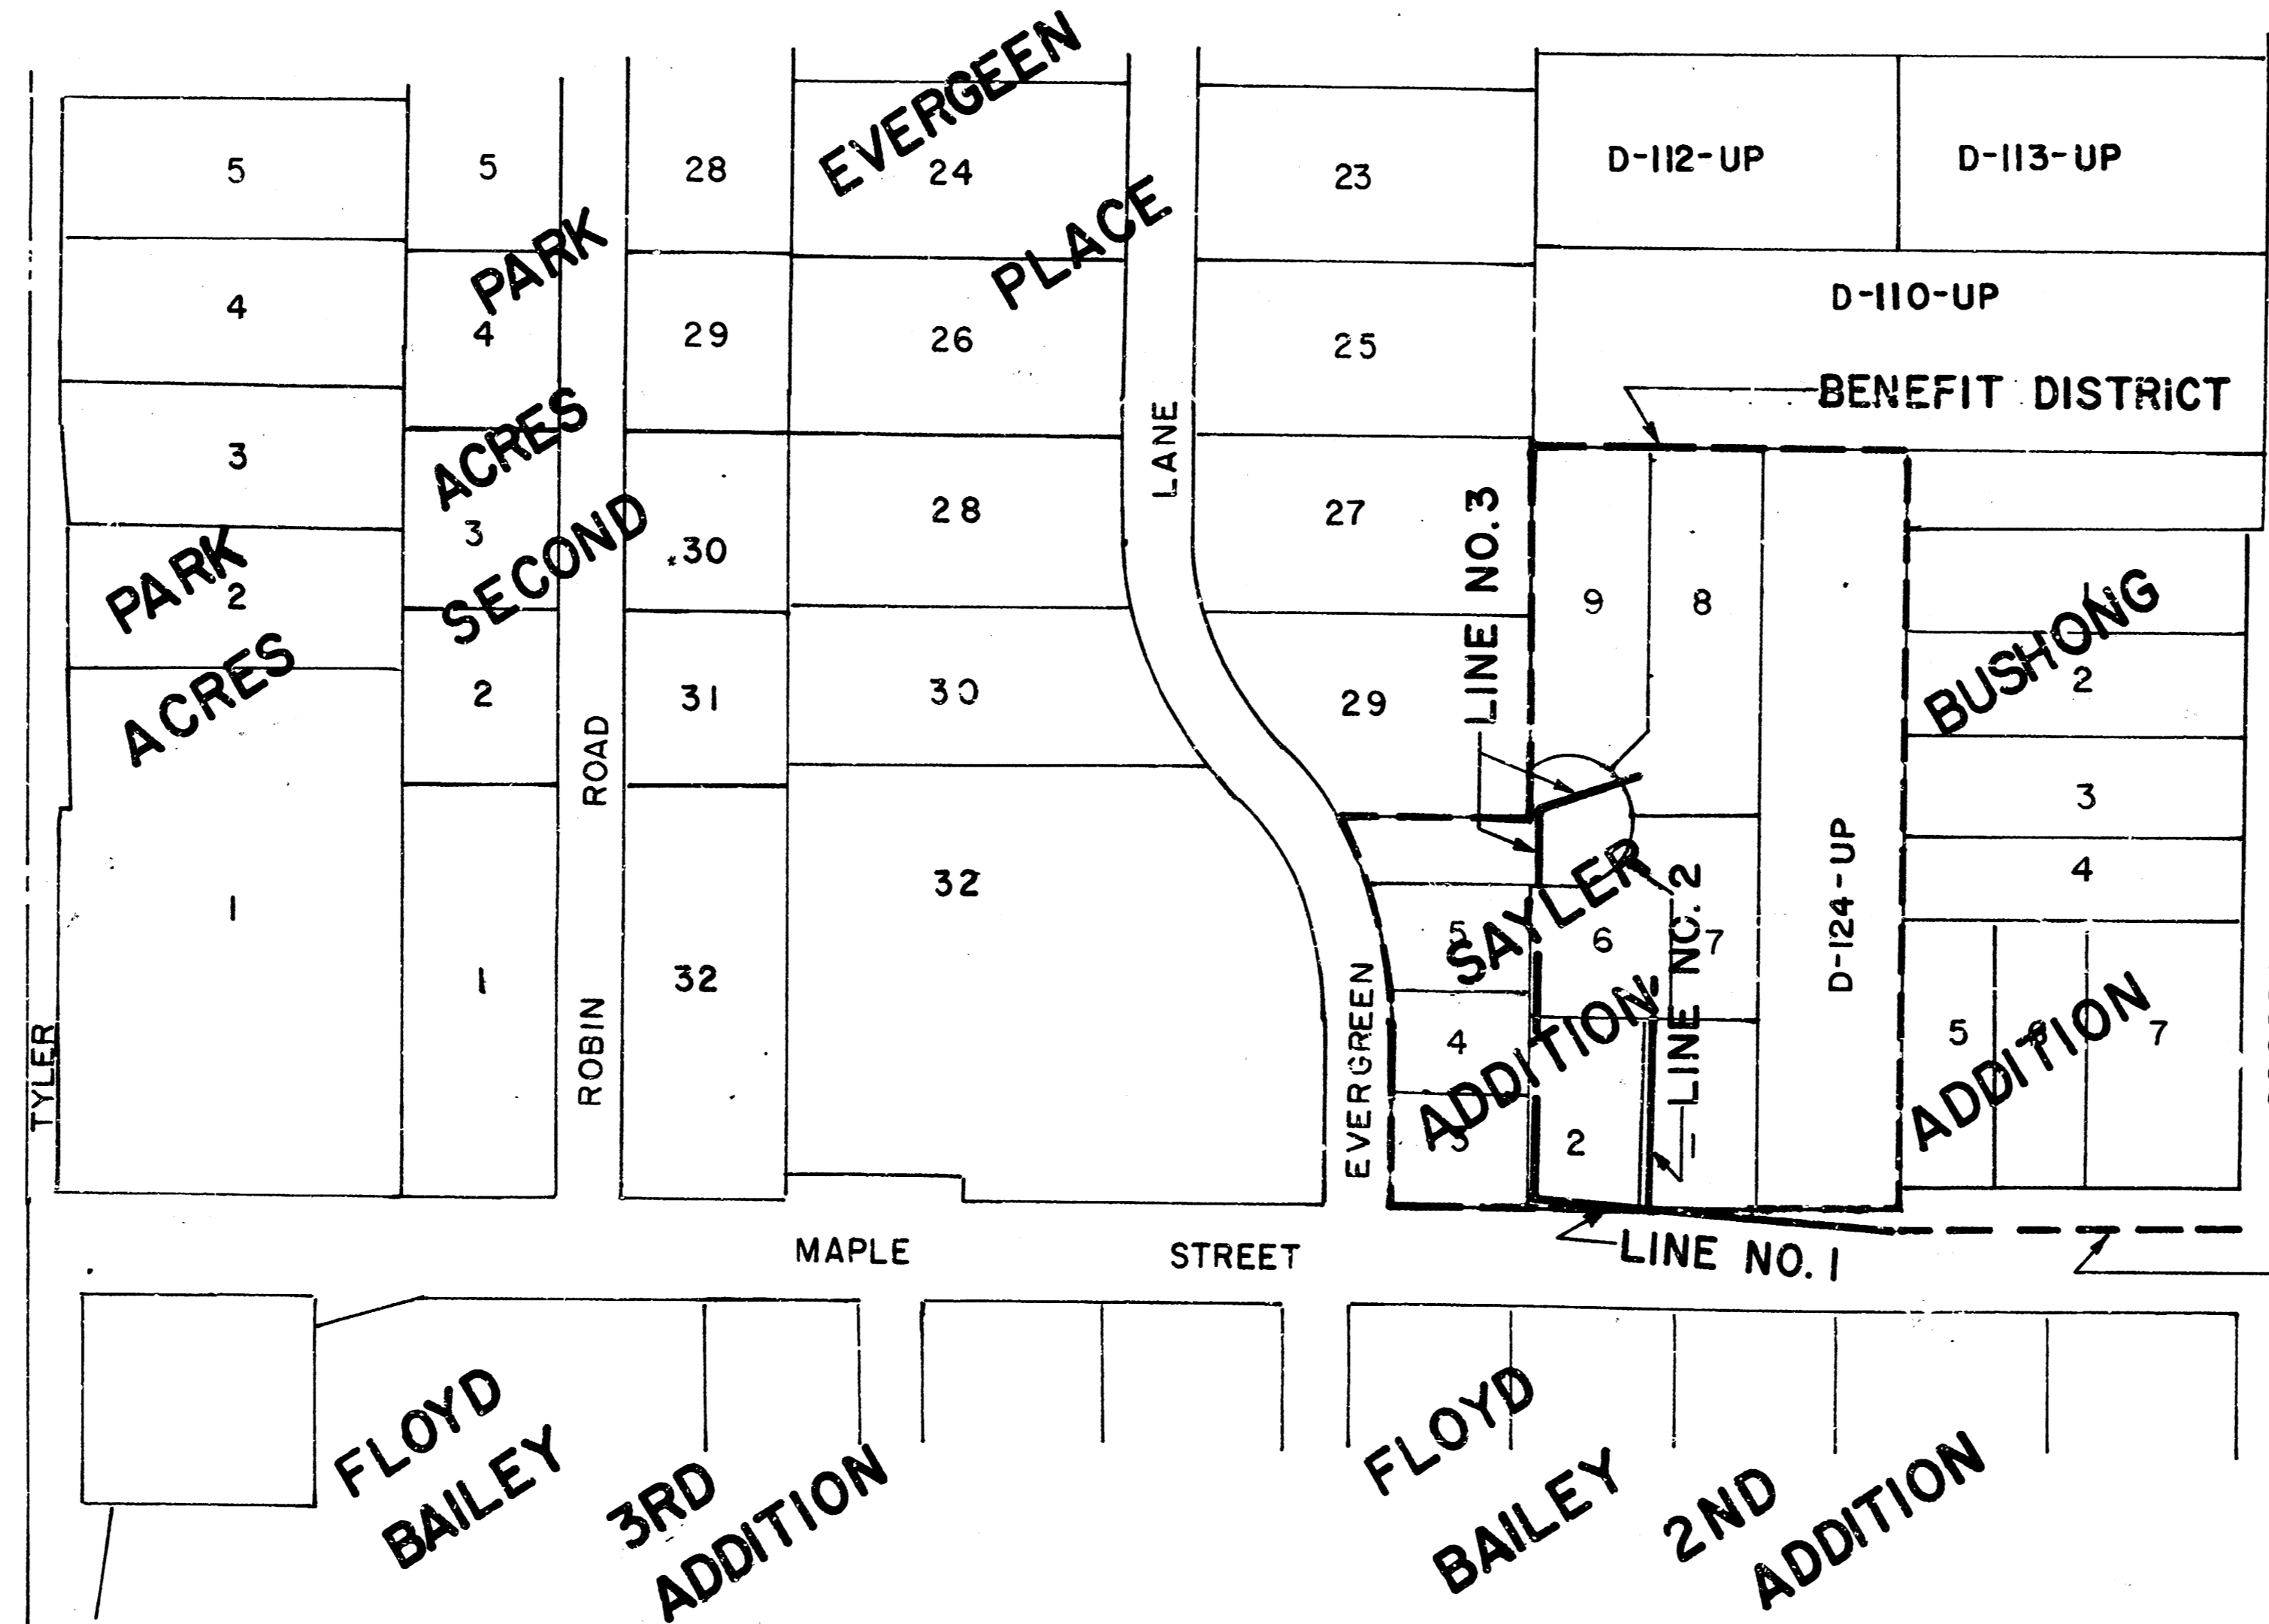 EVERGEEN
PLACE
5
5
28
24
23
D-112-UP
D-113-UP
PARK
4
4
29
26
25
D-110-UP
BENEFIT DISTRICT
LANE
ACRES
3
3
SECOND
30
28
27
LINE NO.3
9
8
PARK
2
ACRES
2
31
30
29
BUSHONG
1
2
3
4
5
6
7
ADDITION
ROAD
ROBIN
TYLER
1
1
32
32
EVERGREEN
SAYLER
ADDITION
5
4
3
6
7
2
LINE NO.2
D-124-UP
LINE NO. 1
MAPLE STREET
FLOYD
BAILEY
3RD
ADDITION
FLOYD
BAILEY
2ND
ADDITION